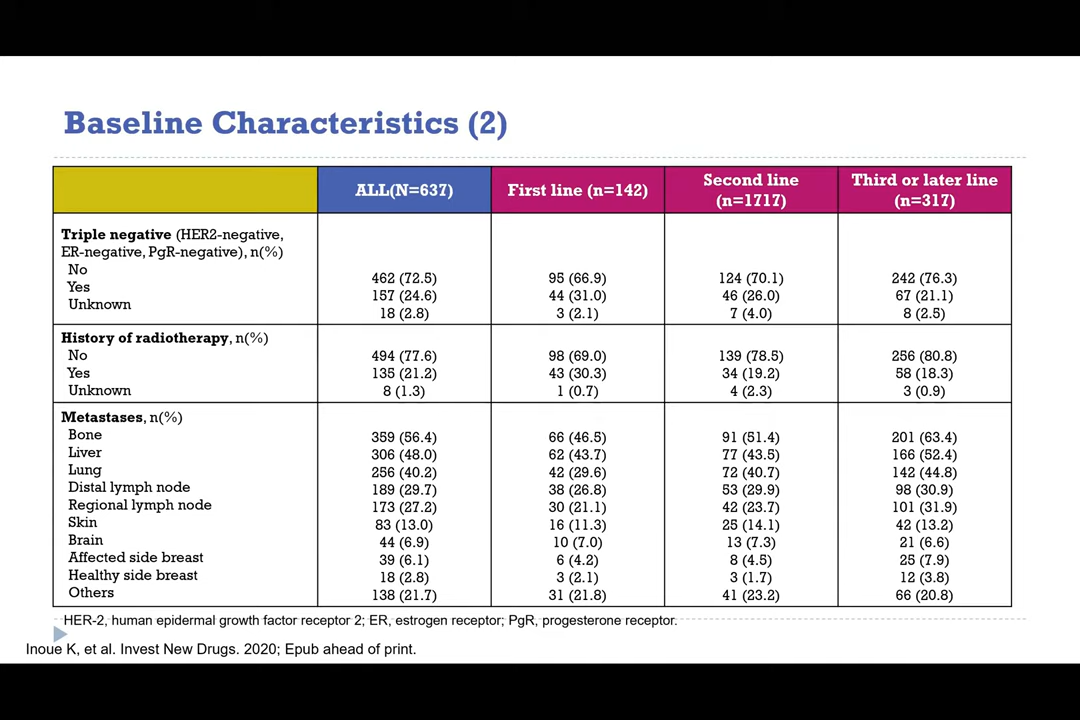 Baseline Characteristics (2)
ALL(N=637) First line (n=142) Second line (n=1717) Third or later line (n=317)
Triple negative (HER2-negative, ER-negative, PgR-negative), n(%)
No 462 (72.5) 95 (66.9) 124 (70.1) 242 (76.3)
Yes 157 (24.6) 44 (31.0) 46 (26.0) 67 (21.1)
Unknown 18 (2.8) 3 (2.1) 7 (4.0) 8 (2.5)
History of radiotherapy, n(%)
No 494 (77.6) 98 (69.0) 139 (78.5) 256 (80.8)
Yes 135 (21.2) 43 (30.3) 34 (19.2) 58 (18.3)
Unknown 8 (1.3) 1 (0.7) 4 (2.3) 3 (0.9)
Metastases, n(%)
Bone 359 (56.4) 66 (46.5) 91 (51.4) 201 (63.4)
Liver 306 (48.0) 62 (43.7) 77 (43.5) 166 (52.4)
Lung 256 (40.2) 42 (29.6) 72 (40.7) 142 (44.8)
Distal lymph node 189 (29.7) 38 (26.8) 53 (29.9) 98 (30.9)
Regional lymph node 173 (27.2) 30 (21.1) 42 (23.7) 101 (31.9)
Skin 83 (13.0) 16 (11.3) 25 (14.1) 42 (13.2)
Brain 44 (6.9) 10 (7.0) 13 (7.3) 21 (6.6)
Affected side breast 39 (6.1) 6 (4.2) 8 (4.5) 25 (7.9)
Healthy side breast 18 (2.8) 3 (2.1) 3 (1.7) 12 (3.8)
Others 138 (21.7) 31 (21.8) 41 (23.2) 66 (20.8)
HER-2, human epidermal growth factor receptor 2; ER, estrogen receptor; PgR, progesterone receptor.
Inoue K, et al. Invest New Drugs. 2020; Epub ahead of print.